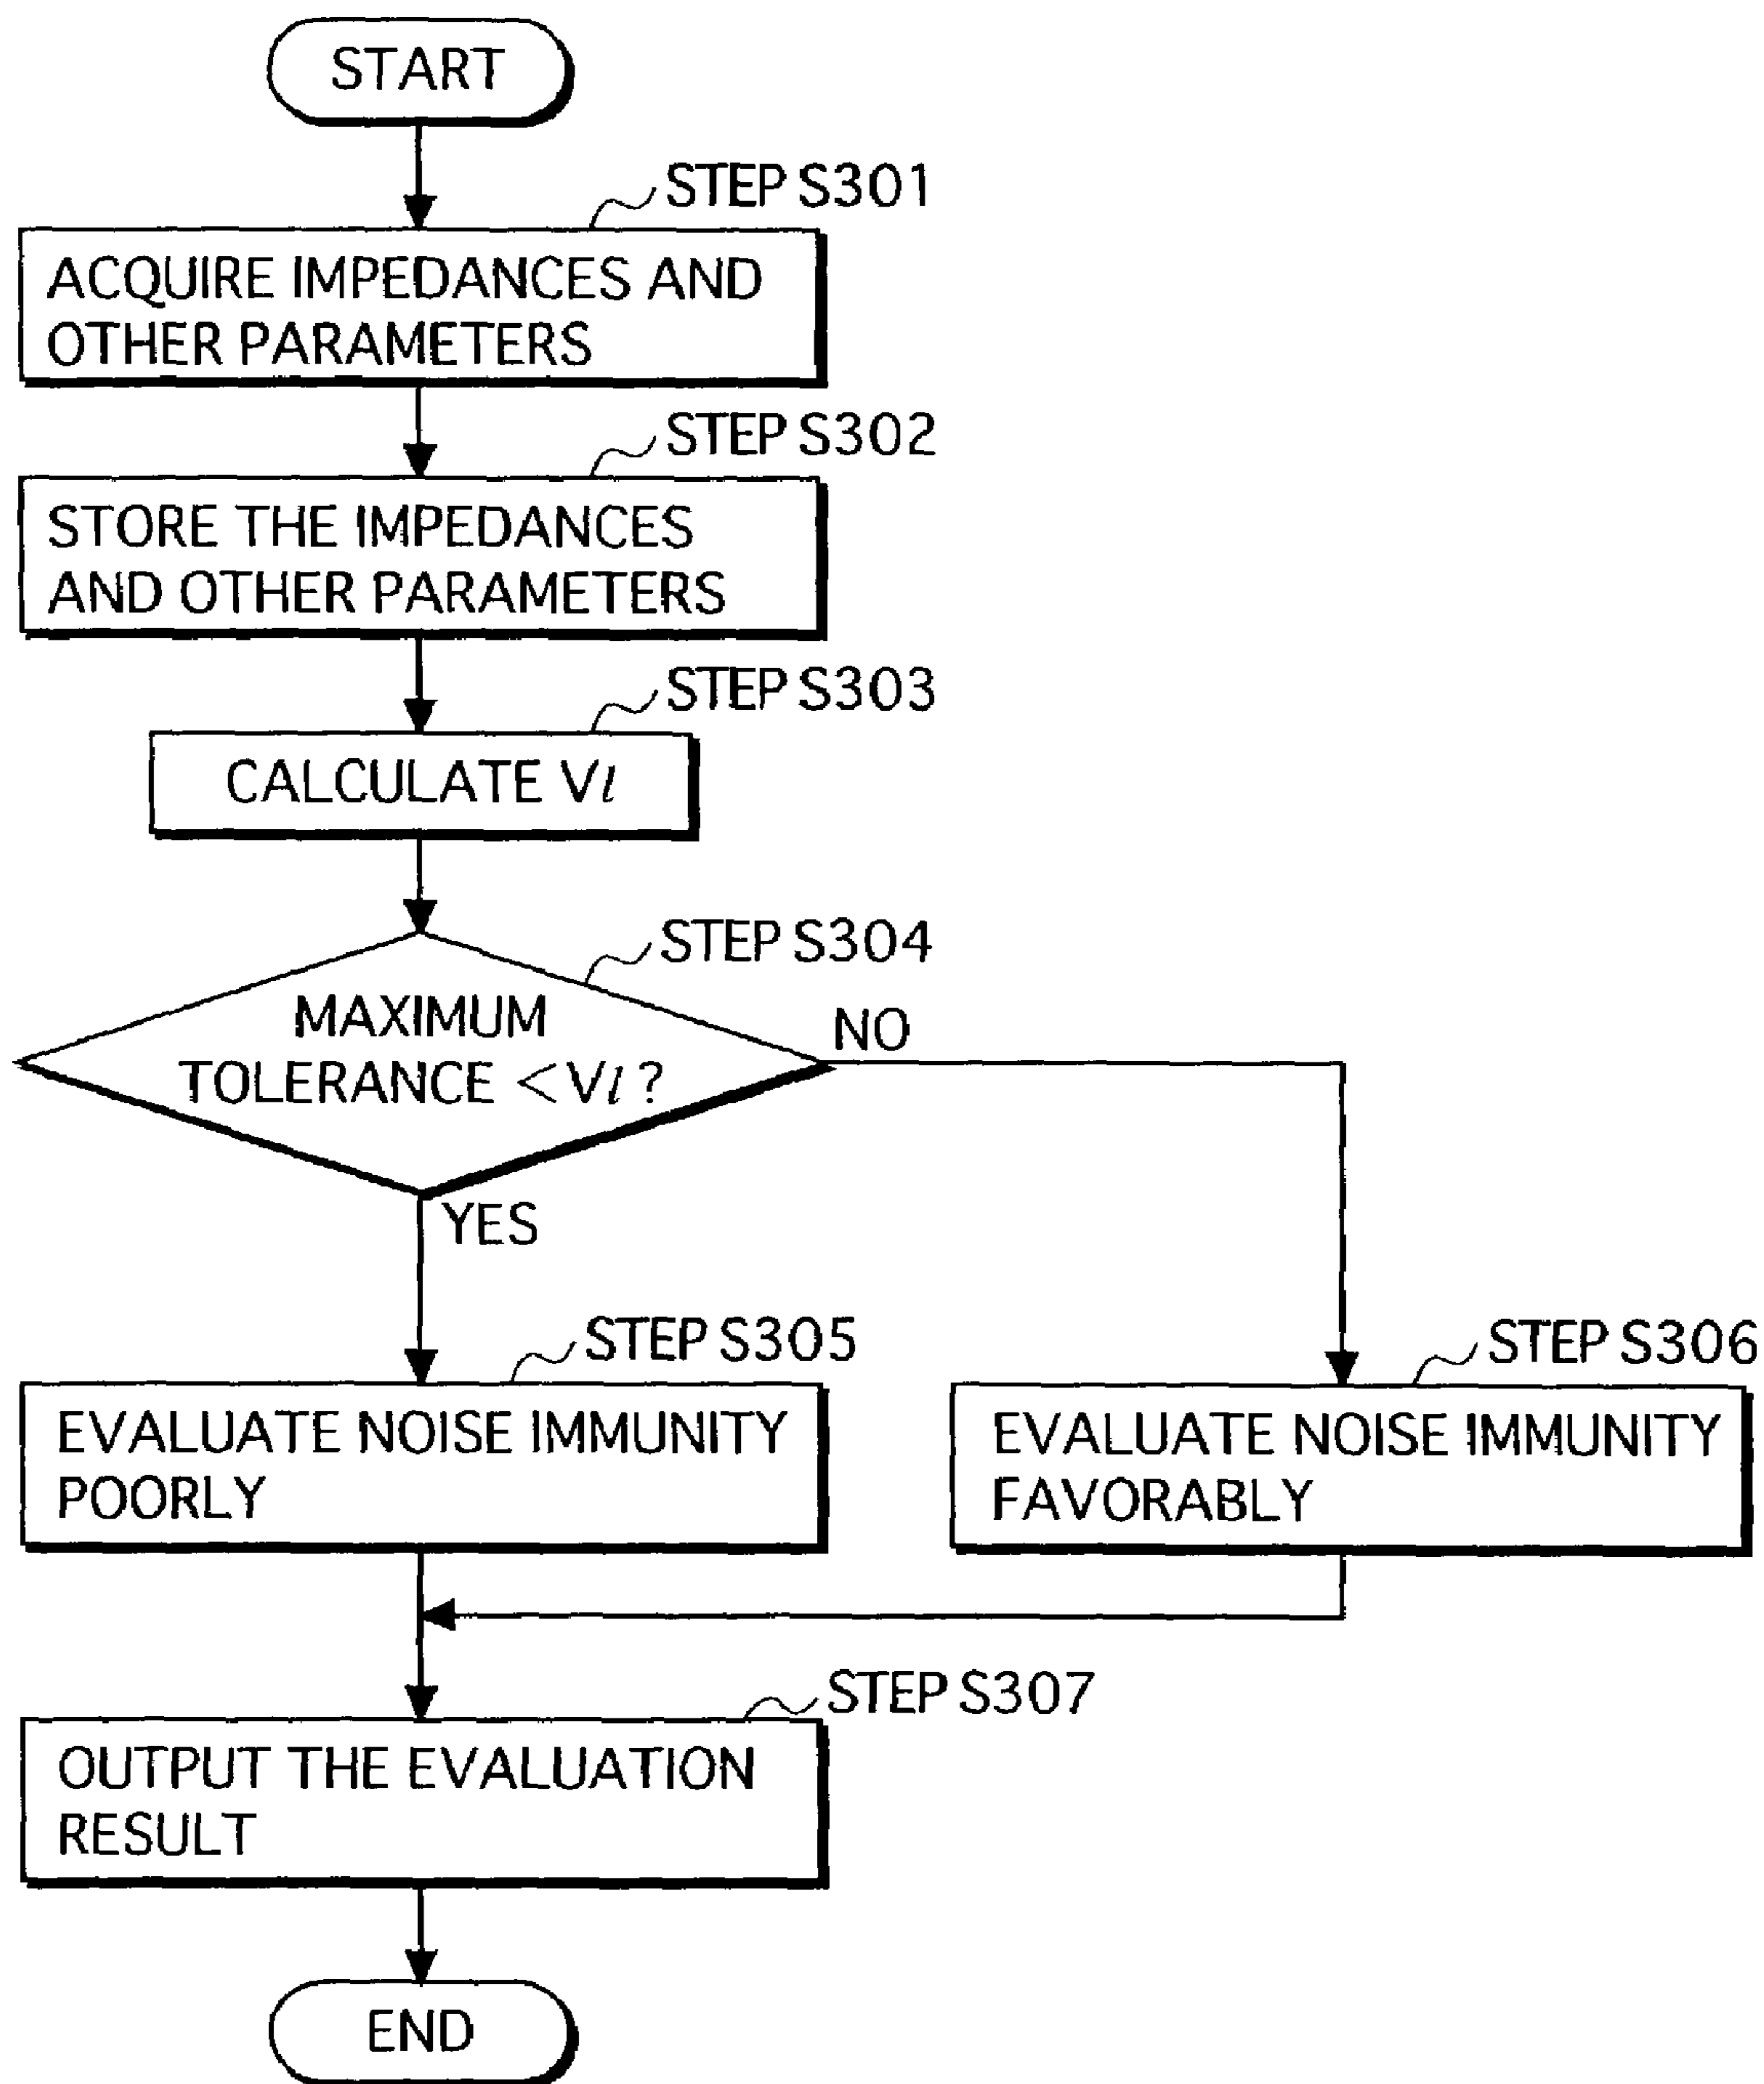 START
STEP S301
ACQUIRE IMPEDANCES AND
OTHER PARAMETERS
STEP S302
STORE THE IMPEDANCES
AND OTHER PARAMETERS
STEP S303
CALCULATE Vl
STEP S304
MAXIMUM
TOLERANCE <Vl ?
NO
YES
STEP S305
EVALUATE NOISE IMMUNITY
POORLY
STEP S306
EVALUATE NOISE IMMUNITY
FAVORABLY
STEP S307
OUTPUT THE EVALUATION
RESULT
END